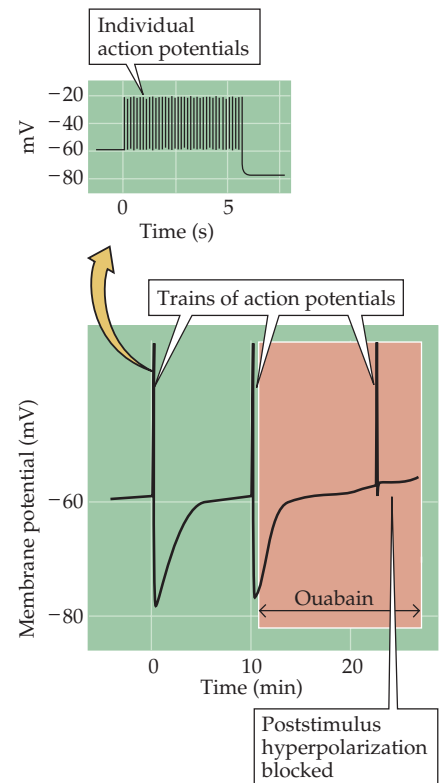 Individual
action potentials
−20
−40
−60
−80
mV
0 5
Time (s)
Trains of action potentials
Membrane potential (mV)
−60
−80
Ouabain
0 10 20
Time (min)
Poststimulus
hyperpolarization
blocked